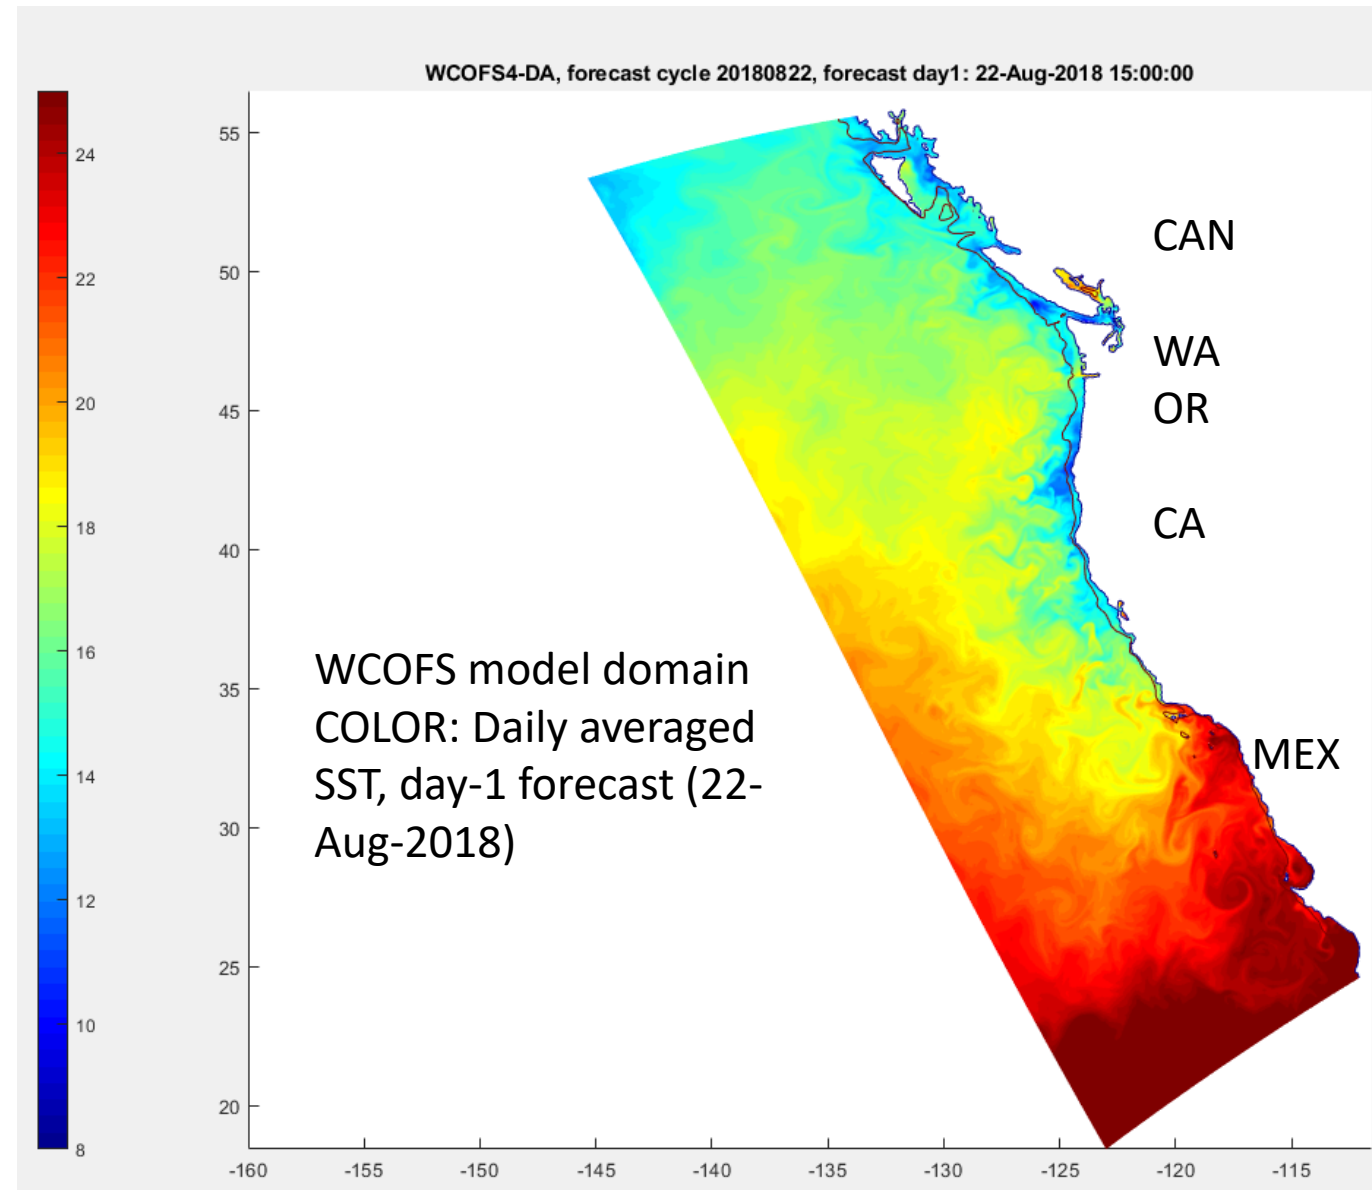 WCOFS4-DA, forecast cycle 20180822, forecast day1: 22-Aug-2018 15:00:00
24
22
20
18
16
14
12
10
8
55
50
45
40
35
30
25
20
CAN
WA
OR
CA
MEX
WCOFS model domain
COLOR: Daily averaged
SST, day-1 forecast (22-
Aug-2018)
-160 -155 -150 -145 -140 -135 -130 -125 -120 -115